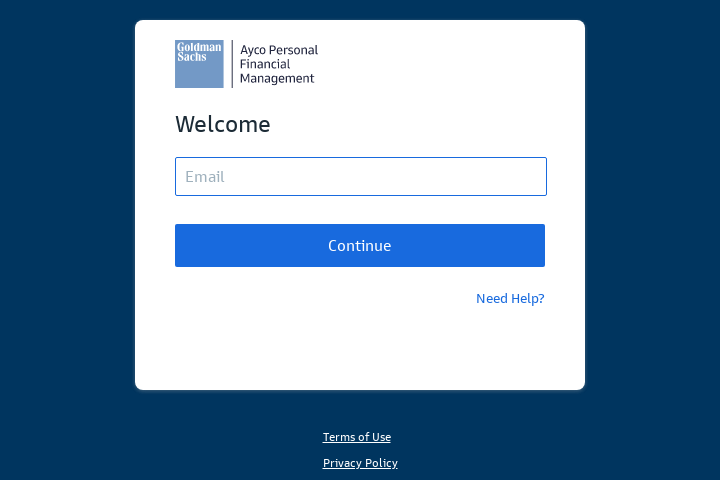 Goldman
Sachs
Ayco Personal
Financial
Management
Welcome
Email
Continue
Need Help?
Terms of Use
Privacy Policy